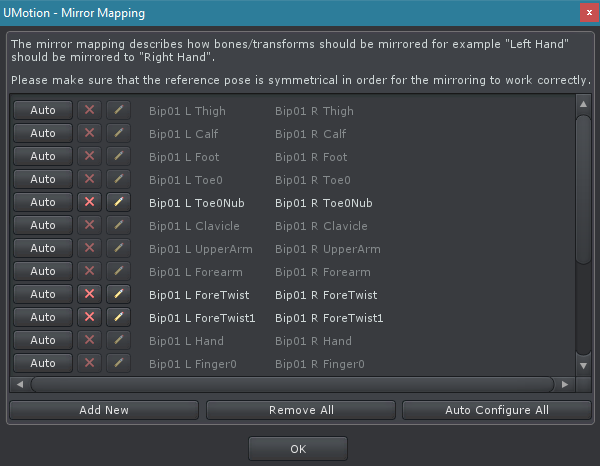 UMotion - Mirror Mapping
x
The mirror mapping describes how bones/transforms should be mirrored for example "Left Hand"
should be mirrored to "Right Hand".
Please make sure that the reference pose is symmetrical in order for the mirroring to work correctly.
Auto Bip01 L Thigh Bip01 R Thigh
Auto Bip01 L Calf Bip01 R Calf
Auto Bip01 L Foot Bip01 R Foot
Auto Bip01 L Toe0 Bip01 R Toe0
Auto Bip01 L Toe0Nub Bip01 R Toe0Nub
Auto Bip01 L Clavicle Bip01 R Clavicle
Auto Bip01 L UpperArm Bip01 R UpperArm
Auto Bip01 L Forearm Bip01 R Forearm
Auto Bip01 L ForeTwist Bip01 R ForeTwist
Auto Bip01 L ForeTwist1 Bip01 R ForeTwist1
Auto Bip01 L Hand Bip01 R Hand
Auto Bip01 L Finger0 Bip01 R Finger0
Add New Remove All Auto Configure All
OK